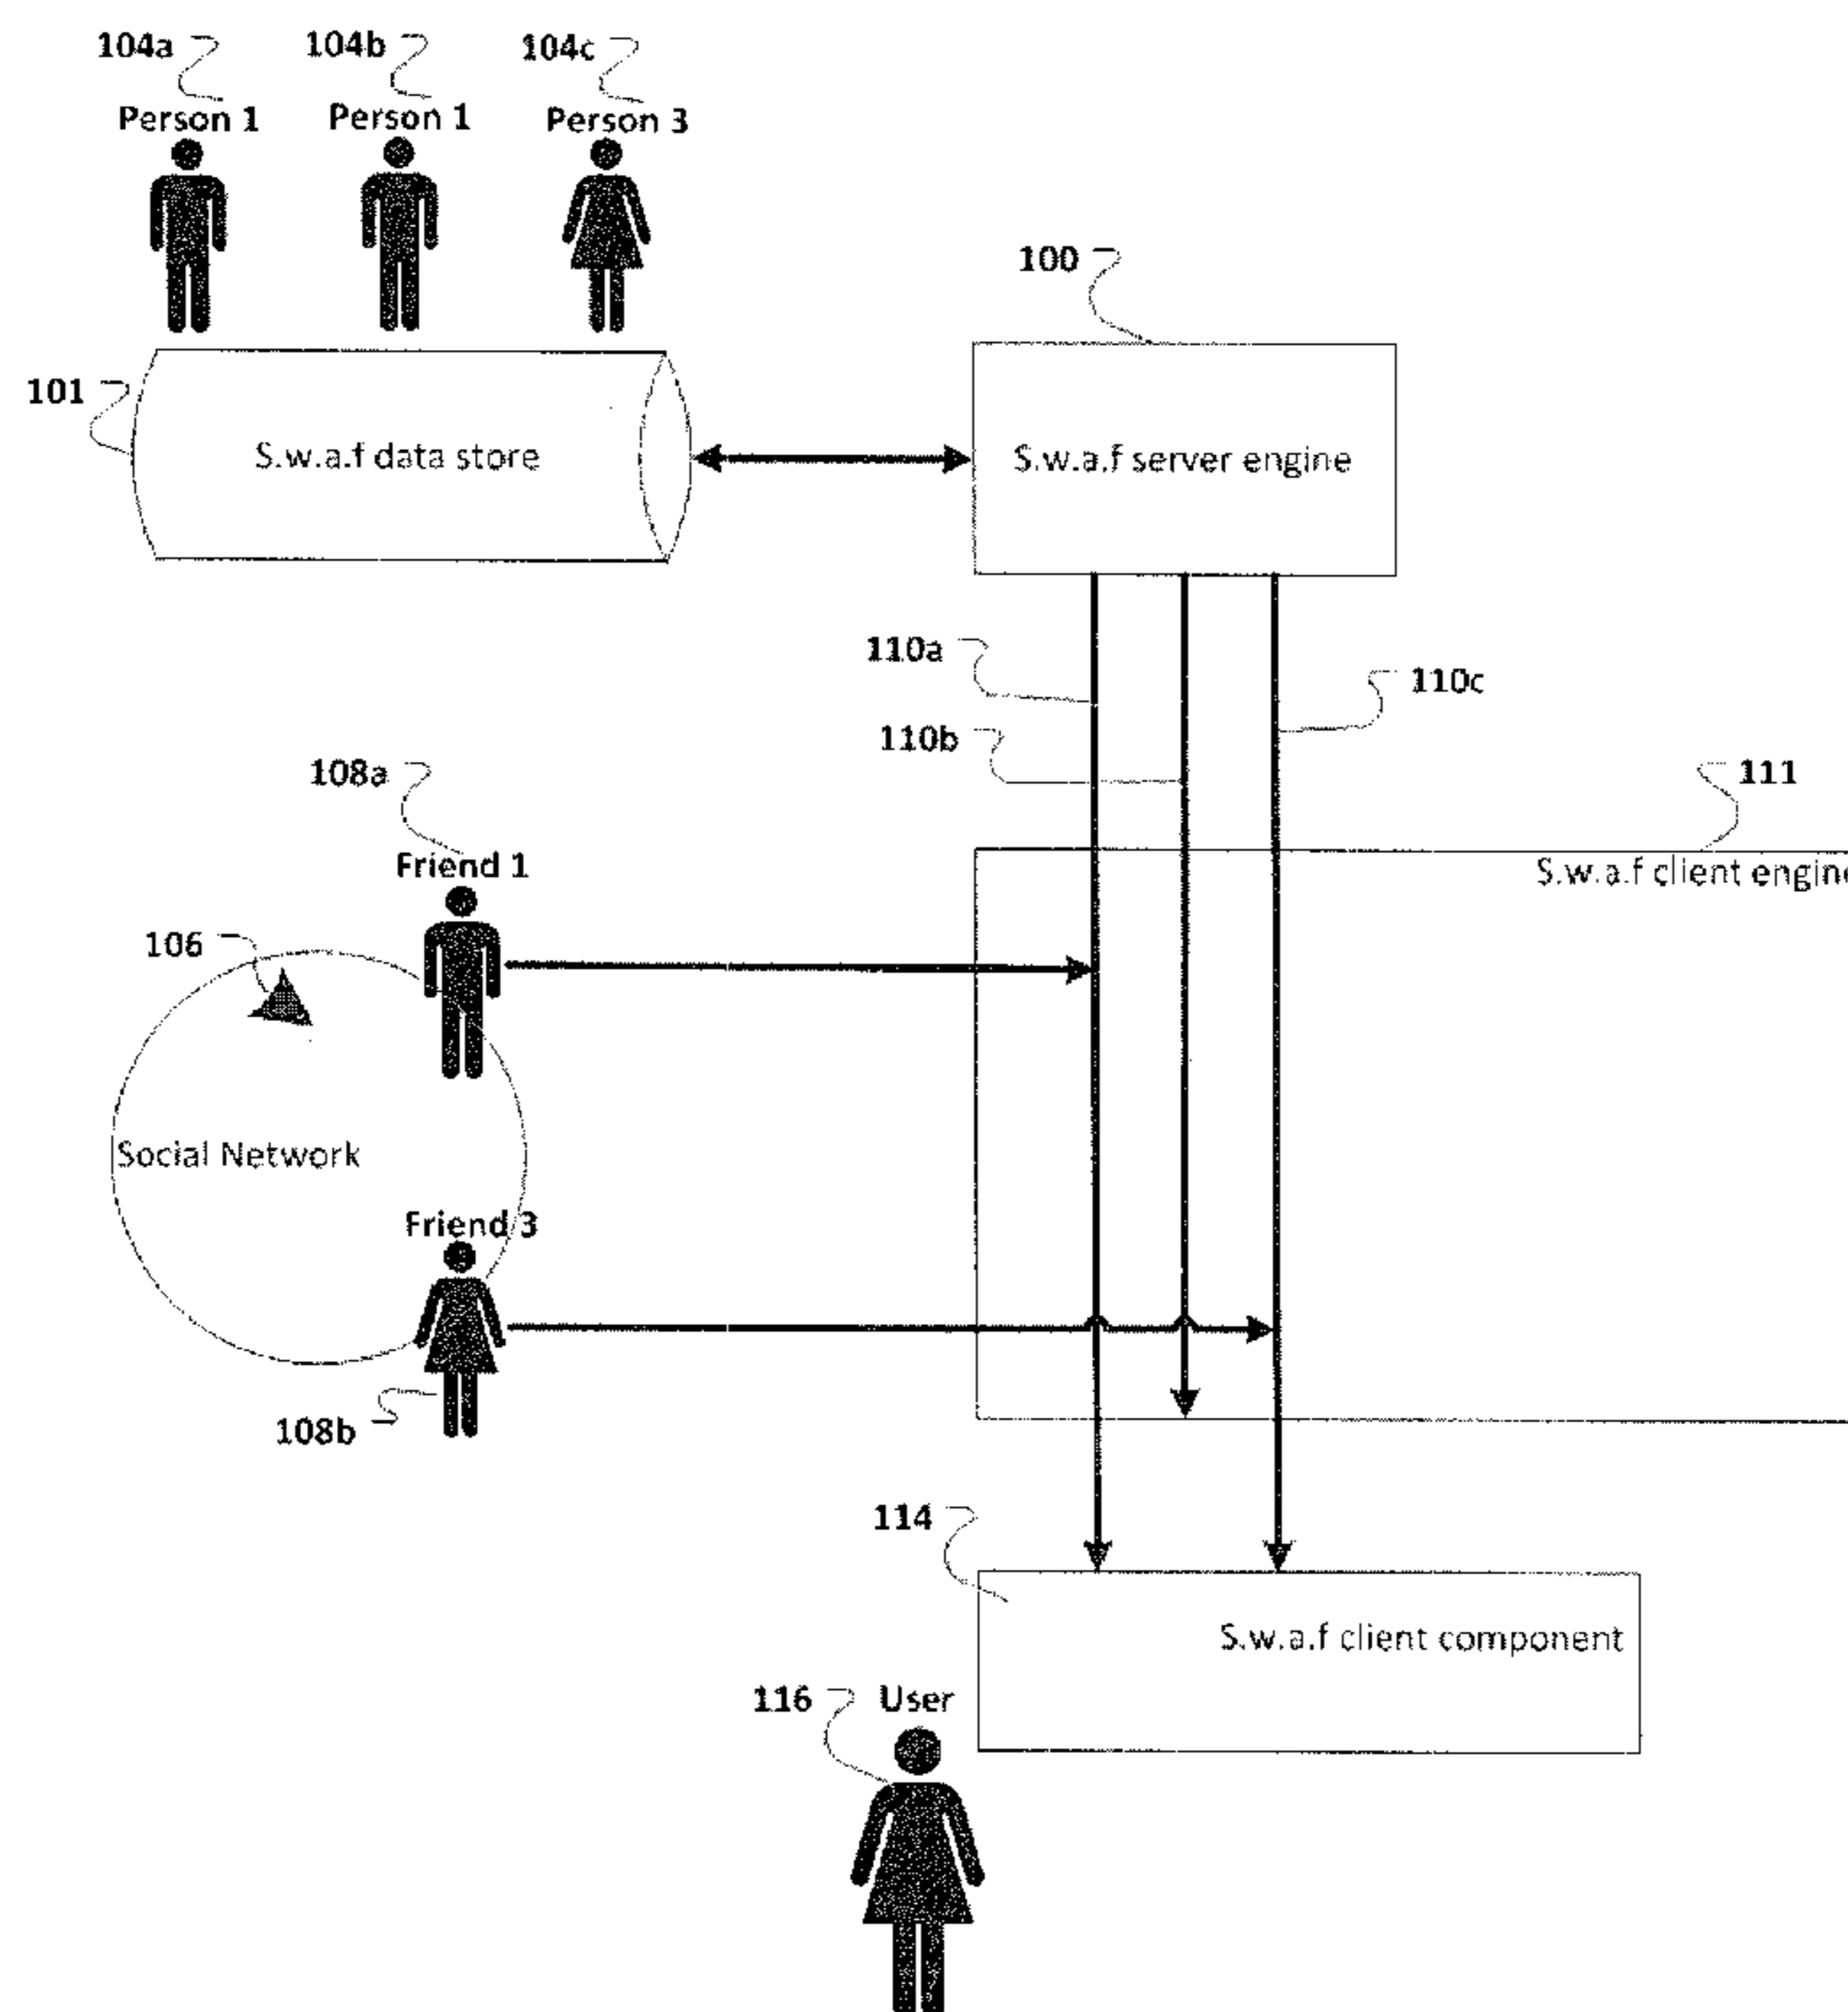 104a 104b 104c
Person 1 Person 1 Person 3
100
101
S.w.a.f data store
S.w.a.f server engine
110a
110c
110b
111
108a
Friend 1
S.w.a.f client engine
106
Social Network
Friend 3
108b
114
S.w.a.f client component
116 User